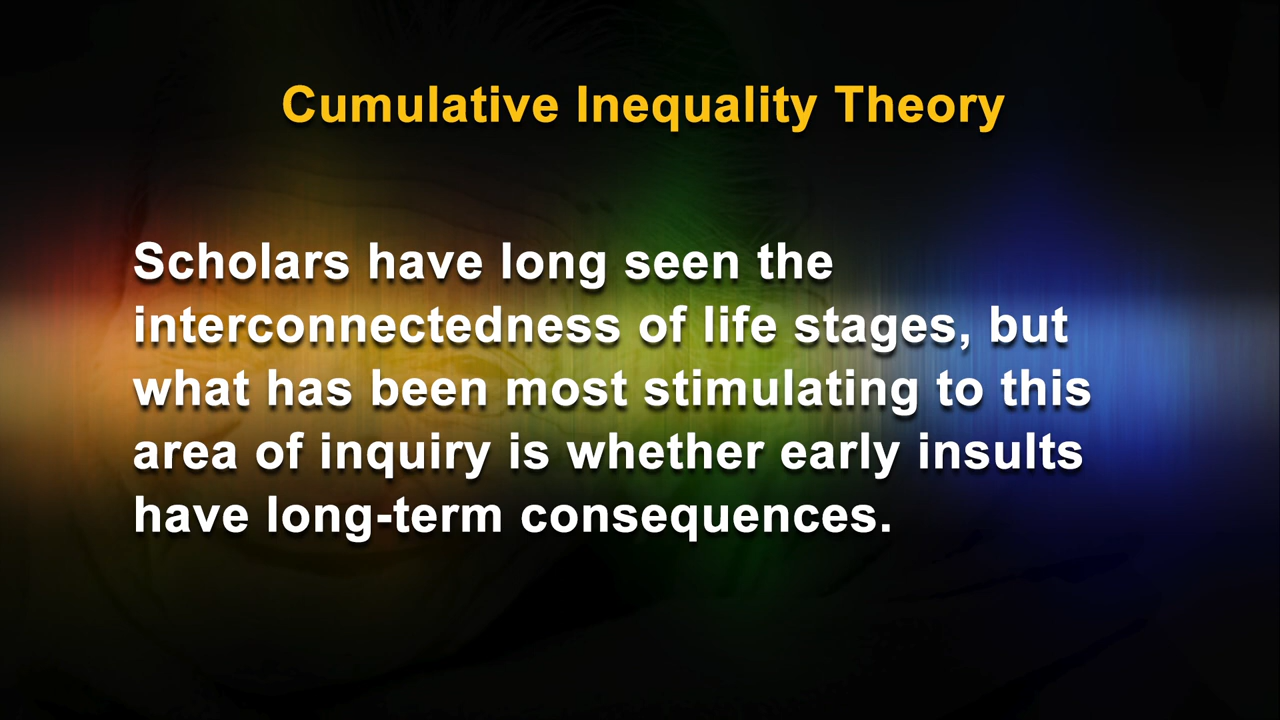 Cumulative Inequality Theory
Scholars have long seen the
interconnectedness of life stages, but
what has been most stimulating to this
area of inquiry is whether early insults
have long-term consequences.